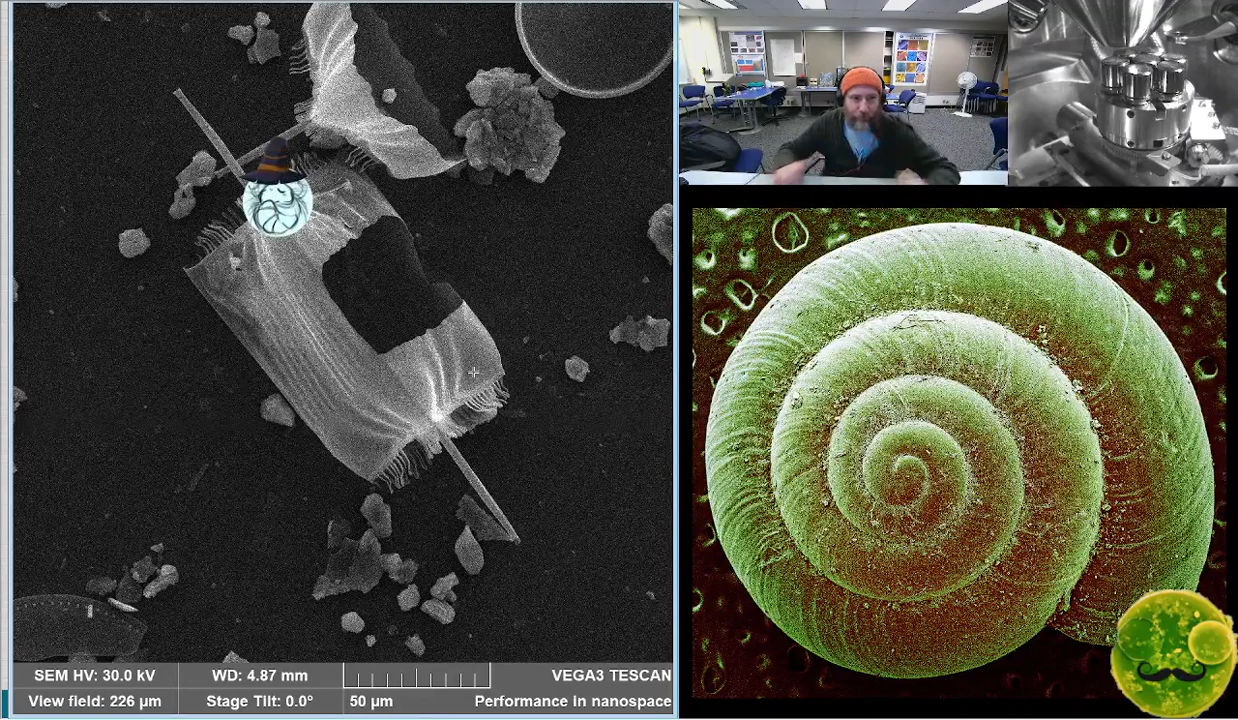 SEM HV: 30.0 kV
WD: 4.87 mm
VEGA3 TESCAN
View field: 226 µm
Stage Tilt: 0.0°
50 µm
Performance in nanospace